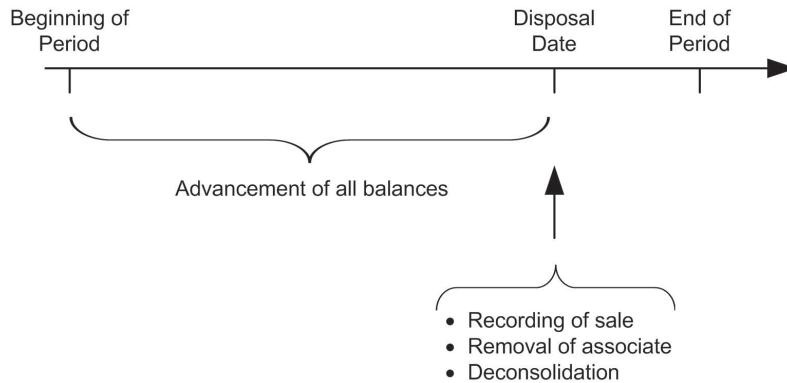 Beginning of
Period
Disposal
Date
End of
Period
Advancement of all balances
• Recording of sale
• Removal of associate
• Deconsolidation